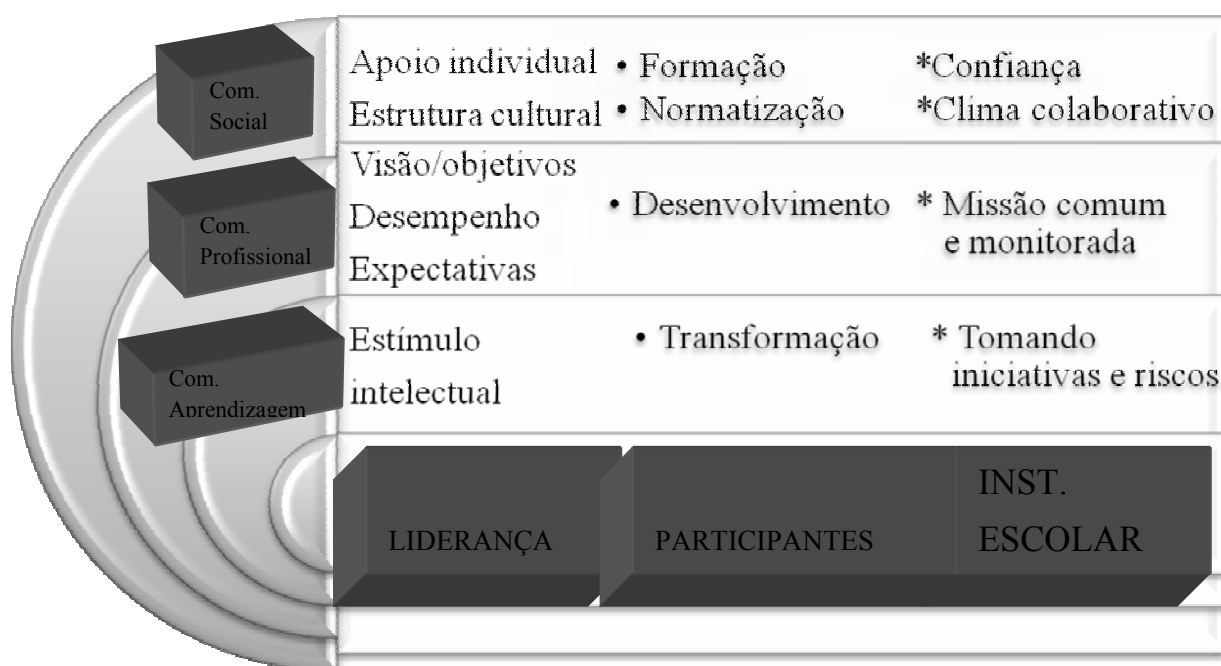 Com.
Social
Apoio individual
Estrutura cultural
• Formação
• Normatização
*Confiança
*Clima colaborativo
Com.
Profissional
Visão/objetivos
Desempenho
Expectativas
• Desenvolvimento
* Missão comum
e monitorada
Com.
Aprendizagem
Estímulo
intelectual
• Transformação
* Tomando
iniciativas e riscos
LIDERANÇA
PARTICIPANTES
INST.
ESCOLAR